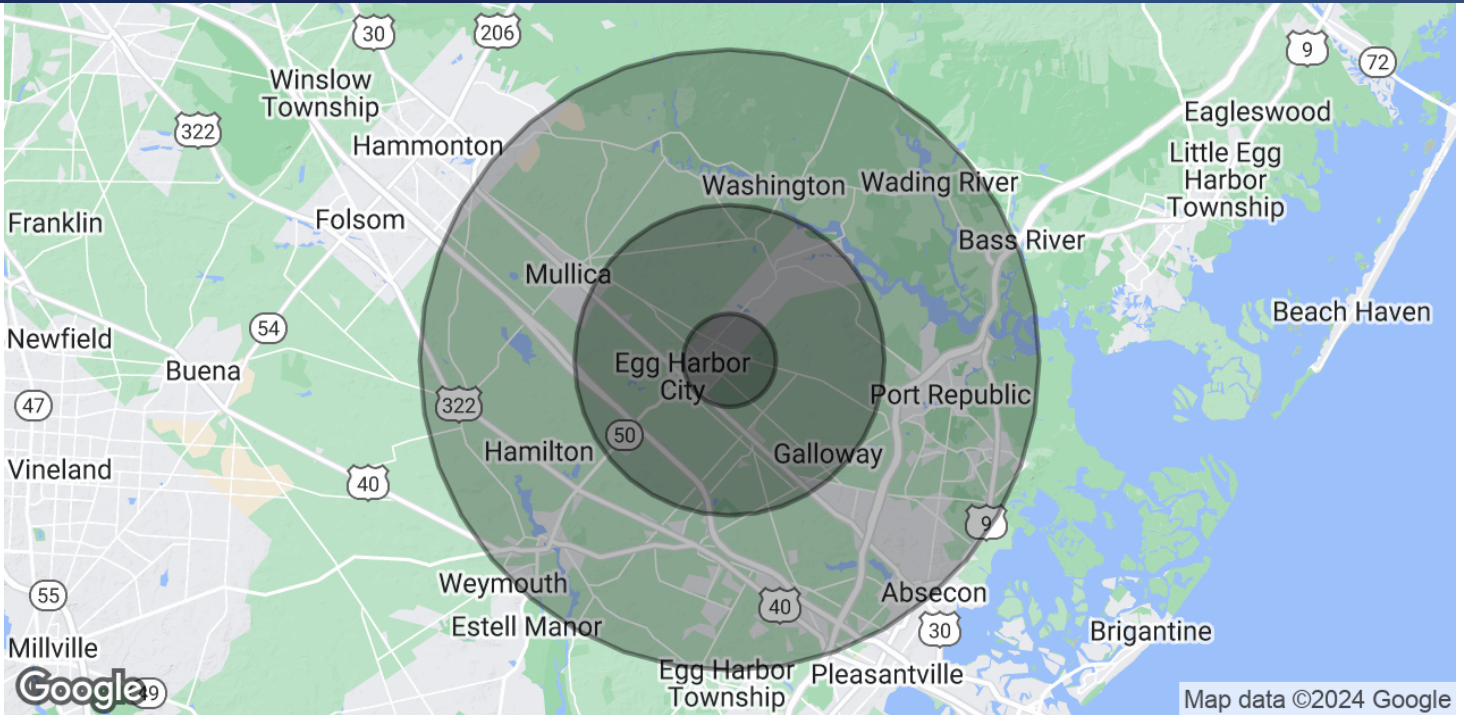 30
206
9
72
Winslow
Township
Eagleswood
322
Hammonton
Little Egg
Harbor
Township
Washington
Wading River
Franklin
Folsom
Bass River
Mullica
Beach Haven
54
Newfield
Buena
Egg Harbor
City
Port Republic
47
322
50
Hamilton
Galloway
Vineland
40
9
Weymouth
Absecon
55
40
Estell Manor
30
Brigantine
Millville
Egg Harbor
Township
Pleasantville
Google
49
Map data ©2024 Google